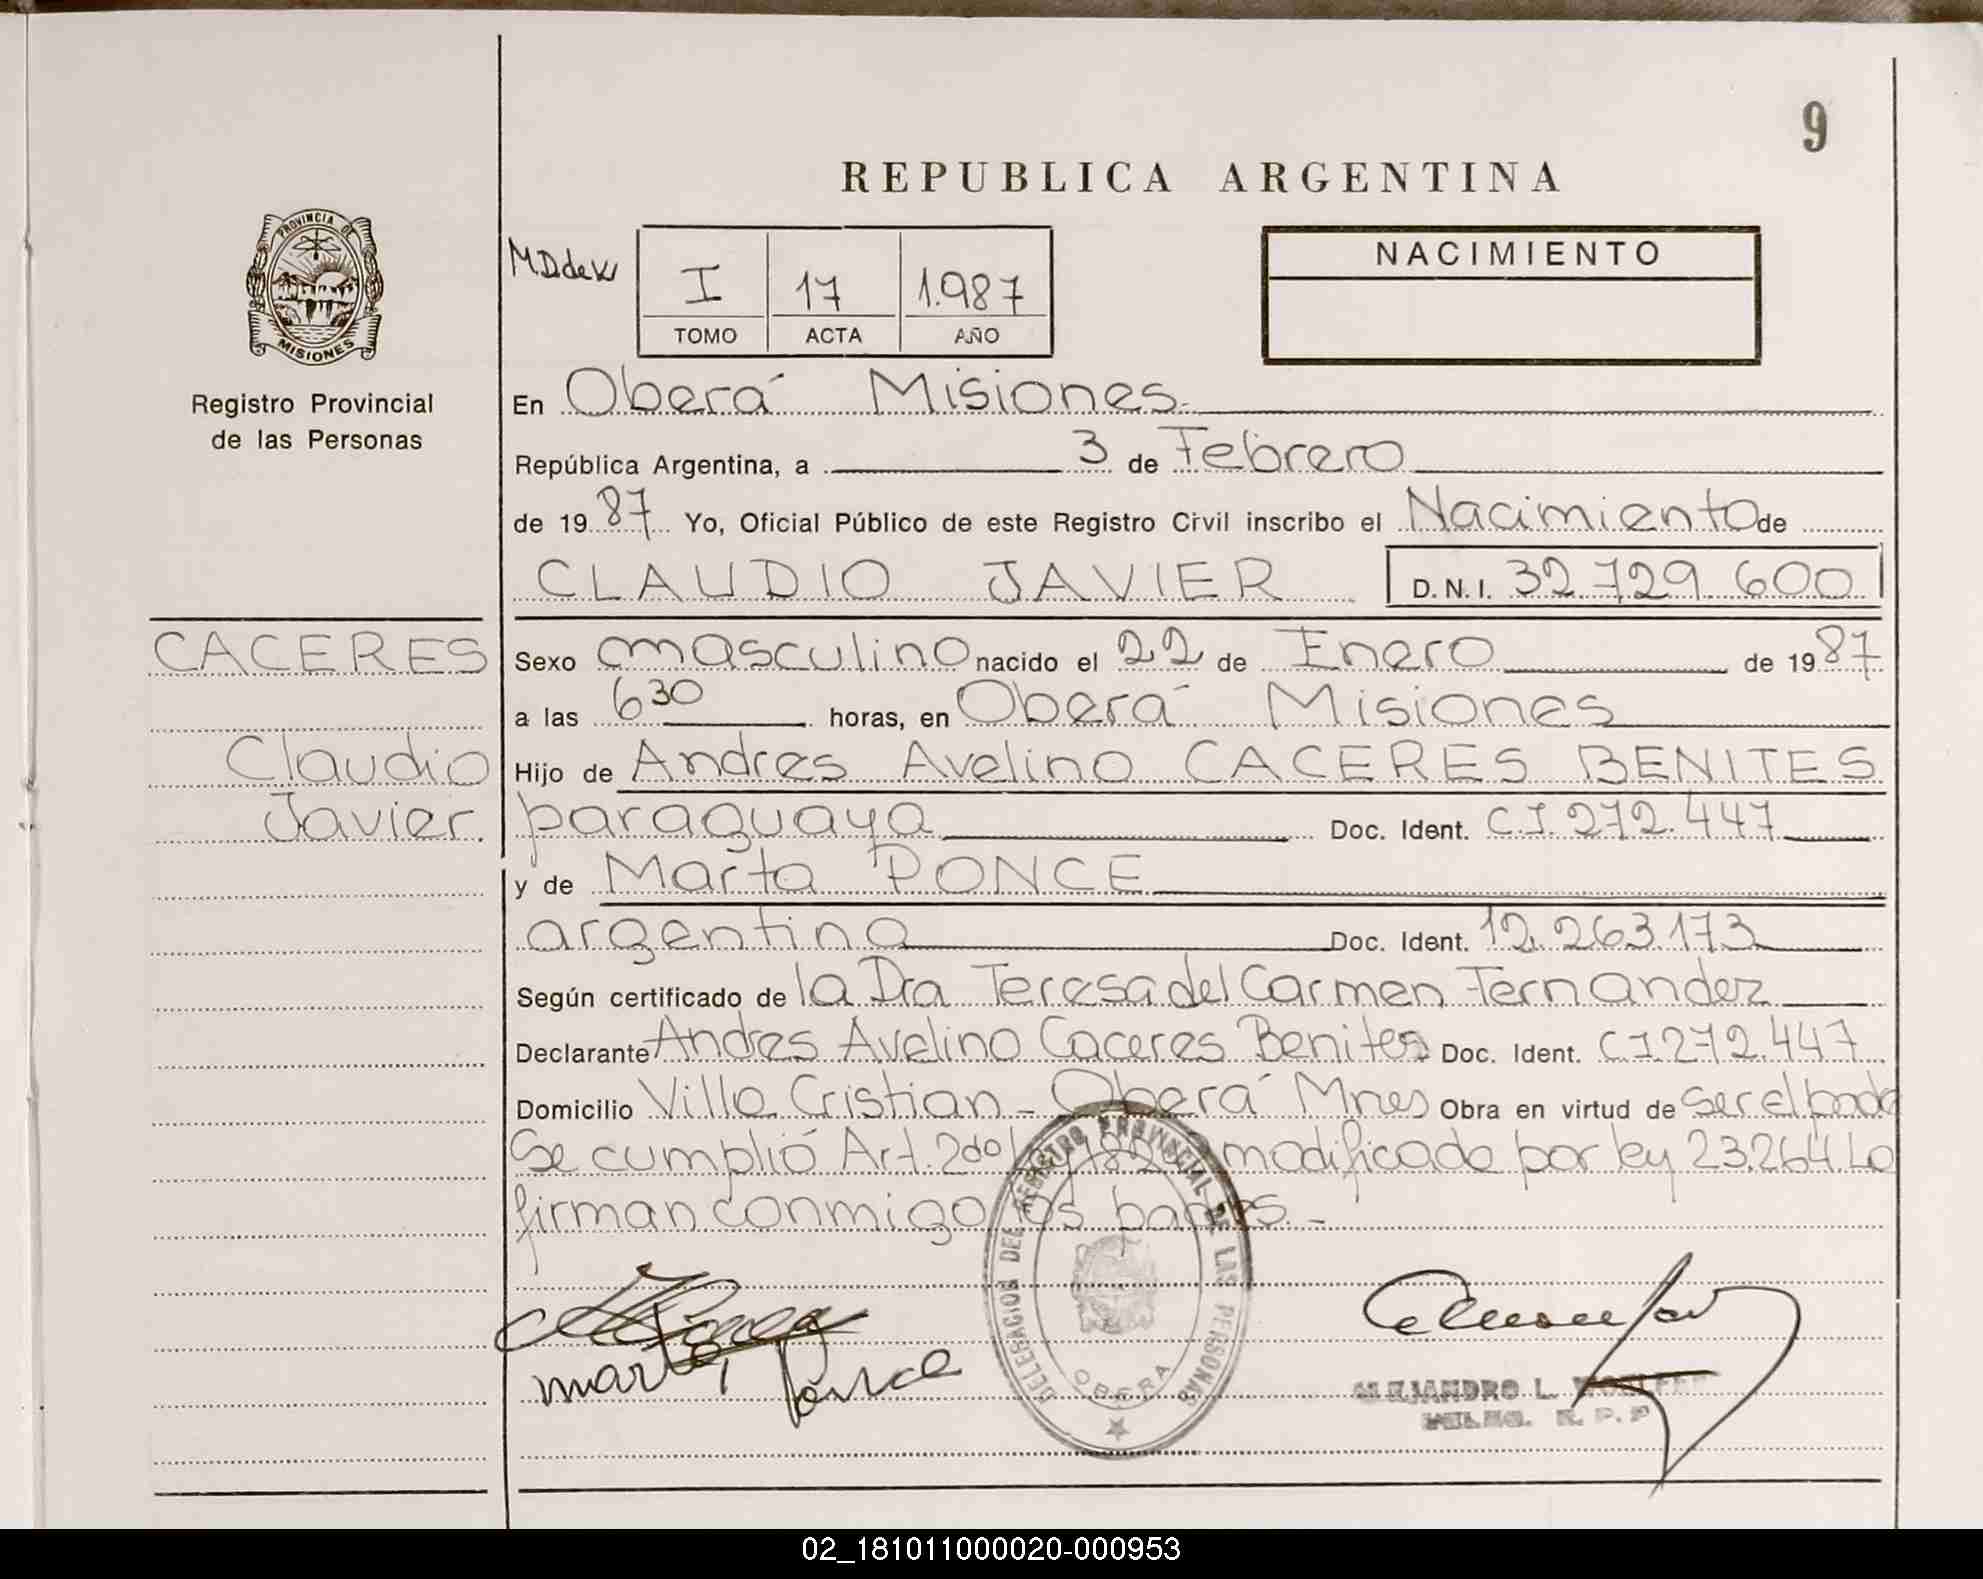 9
REPUBLICA ARGENTINA
PROVINCIA DE
MISIONES
Registro Provincial
de las Personas
NACIMIENTO
I 17 1.987
TOMO ACTA AÑO
En Oberá Misiones.
República Argentina, a 3 de Febrero
de 19 87 Yo, Oficial Público de este Registro Civil inscribo el Nacimiento de
CLAUDIO JAVIER D.N.I. 32.729.600
CACERES
Claudio
Javier.
Sexo masculino nacido el 22 de Enero de 19 87
a las 6 30 horas, en Oberá Misiones
Hijo de Andres Avelino CACERES BENITES
paraguaya Doc. Ident. C.I. 272.447
y de Marta PONCE
argentina Doc. Ident. 12.263.173
Según certificado de la Dra Teresa del Carmen Fernandez
Declarante Andres Avelino Caceres Benites Doc. Ident. C I 272.447
Domicilio Villa Cristian - Oberá Mnes Obra en virtud de ser el
Se cumplió Art. 2do modificado por ley 23.264 Lo
firman conmigo los
marta Ponce
DELEGACION DEL REGISTRO PROVINCIAL DE LAS PERSONAS
OBERA
ALEJANDRO L.
R. P. P
02_181011000020-000953